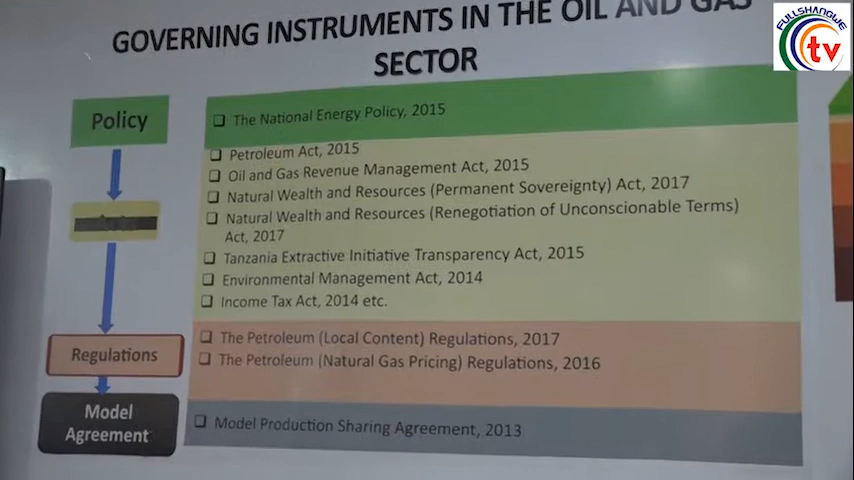 FULLSHANGWE
tv
GOVERNING INSTRUMENTS IN THE OIL AND GAS
SECTOR
Policy
❑ The National Energy Policy, 2015
❑ Petroleum Act, 2015
❑ Oil and Gas Revenue Management Act, 2015
❑ Natural Wealth and Resources (Permanent Sovereignty) Act, 2017
❑ Natural Wealth and Resources (Renegotiation of Unconscionable Terms)
Act, 2017
❑ Tanzania Extractive Initiative Transparency Act, 2015
❑ Environmental Management Act, 2014
❑ Income Tax Act, 2014 etc.
Regulations
❑ The Petroleum (Local Content) Regulations, 2017
❑ The Petroleum (Natural Gas Pricing) Regulations, 2016
Model
Agreement
❑ Model Production Sharing Agreement, 2013